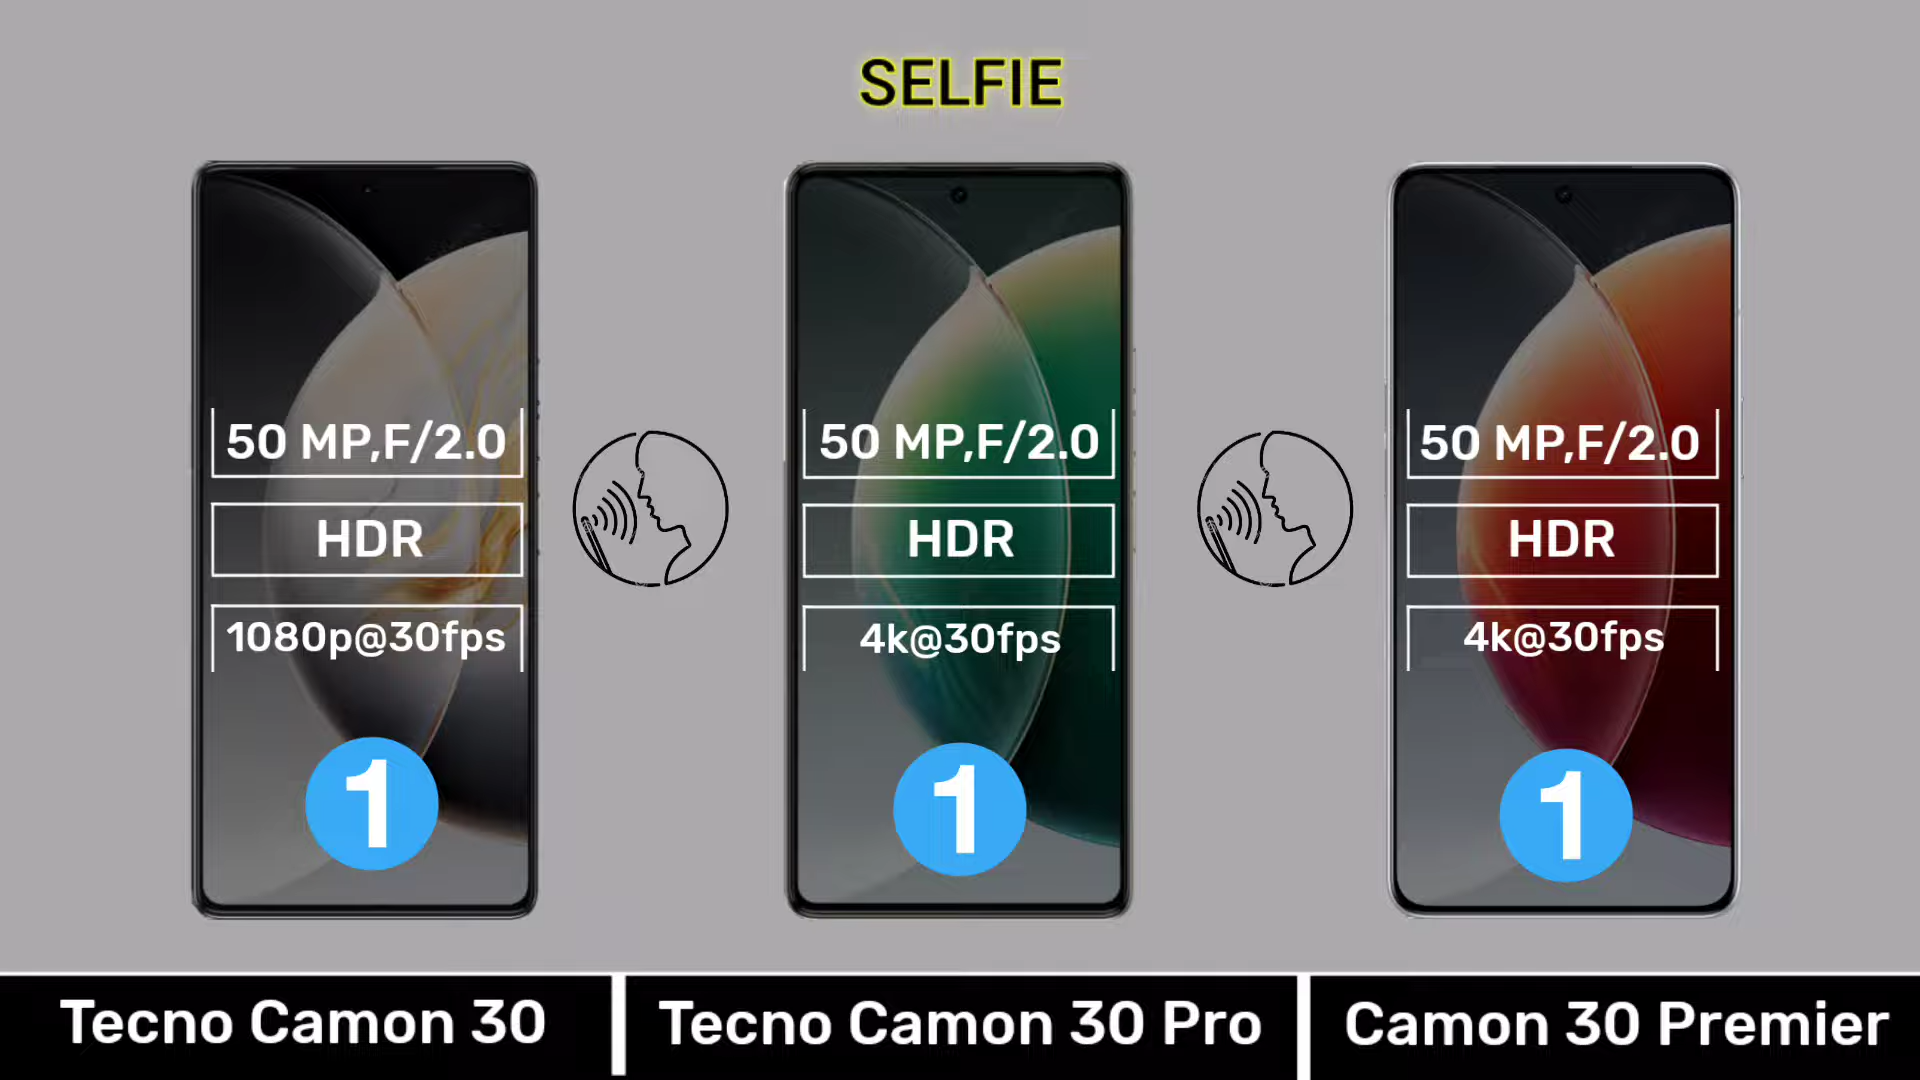 SELFIE
50 MP,F/2.0
HDR
1080p@30fps
1
50 MP,F/2.0
HDR
4k@30fps
1
50 MP,F/2.0
HDR
4k@30fps
1
Tecno Camon 30
Tecno Camon 30 Pro
Camon 30 Premier